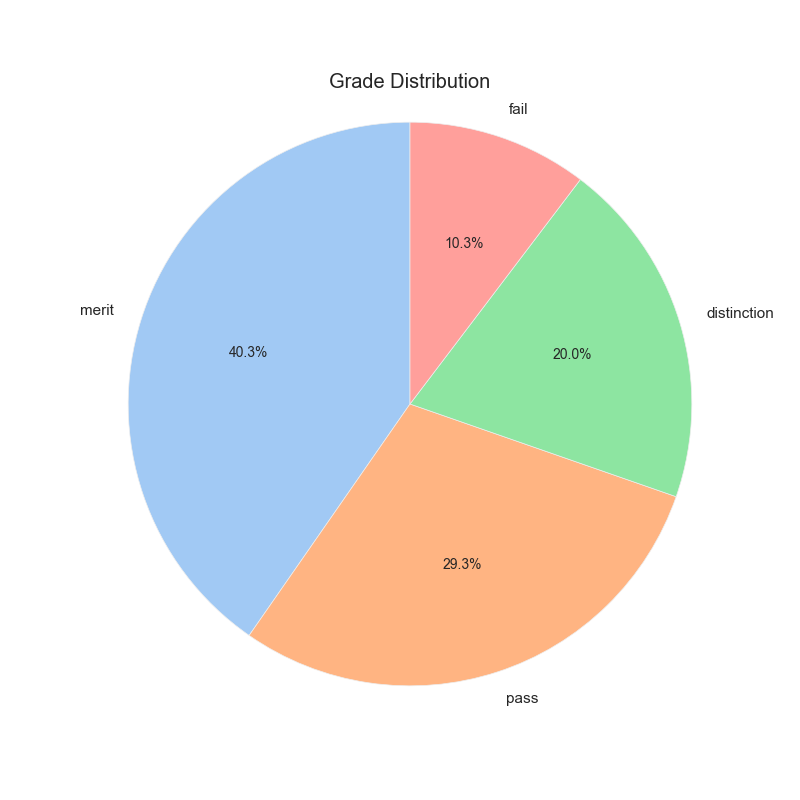 Grade Distribution
fail
10.3%
merit
distinction
40.3%
20.0%
29.3%
pass